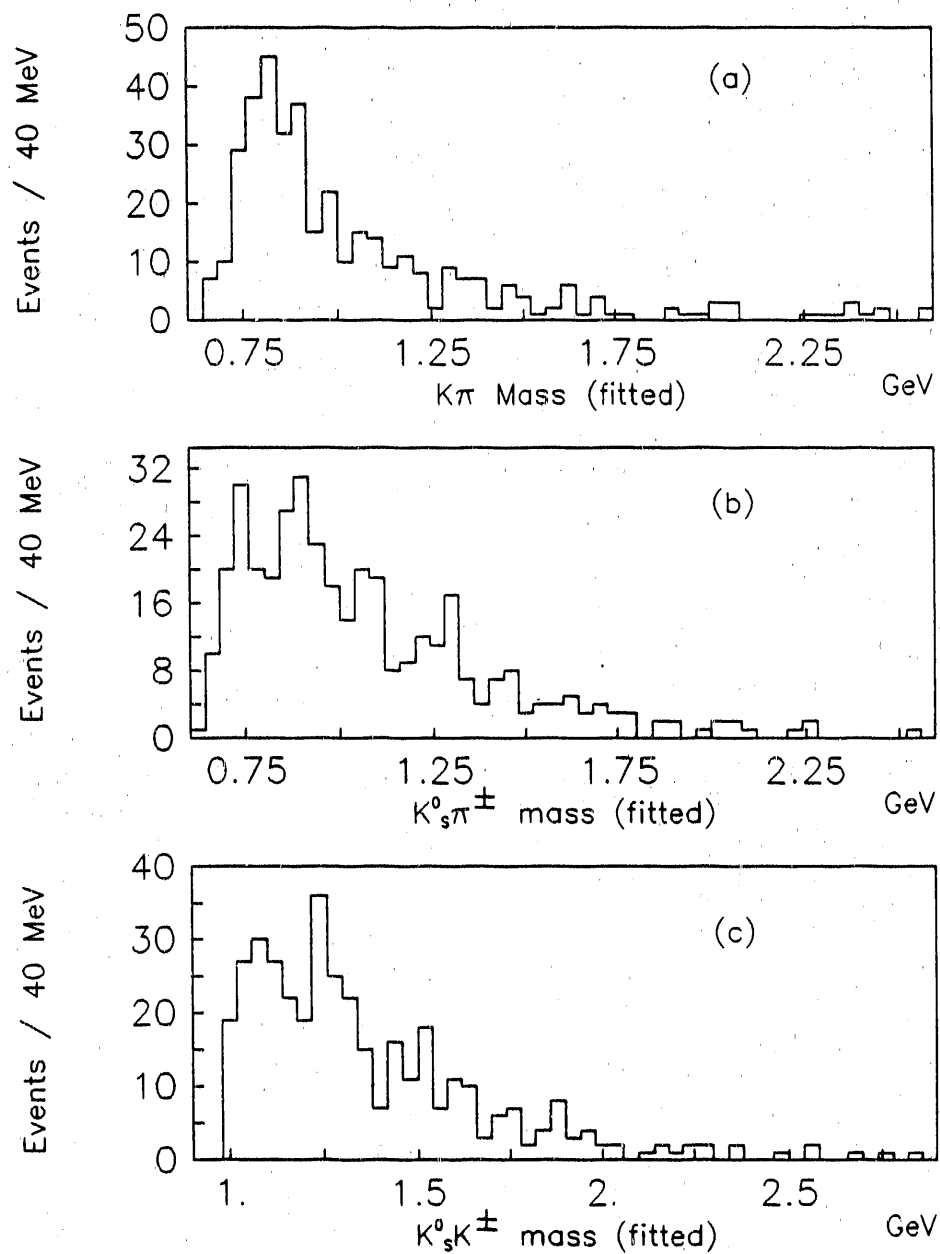 Events / 40 MeV
50
40
30
20
10
0
(a)
0.75 1.25 1.75 2.25
Kπ Mass (fitted)
GeV
Events / 40 MeV
32
24
16
8
0
(b)
0.75 1.25 1.75 2.25
K⁰ₛπ± mass (fitted)
GeV
Events / 40 MeV
40
30
20
10
0
(c)
1. 1.5 2. 2.5
K⁰ₛK± mass (fitted)
GeV